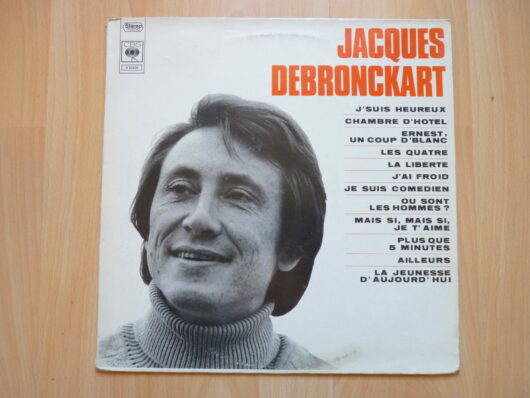 Stereo
CBS
JACQUES
DEBRONCKART
J'SUIS HEUREUX
CHAMBRE D'HOTEL
ERNEST,
UN COUP D'BLANC
LES QUATRE
LA LIBERTE
J'AI FROID
JE SUIS COMEDIEN
OU SONT
LES HOMMES ?
MAIS SI, MAIS SI,
JE T'AIME
PLUS QUE
5 MINUTES
AILLEURS
LA JEUNESSE
D'AUJOURD'HUI